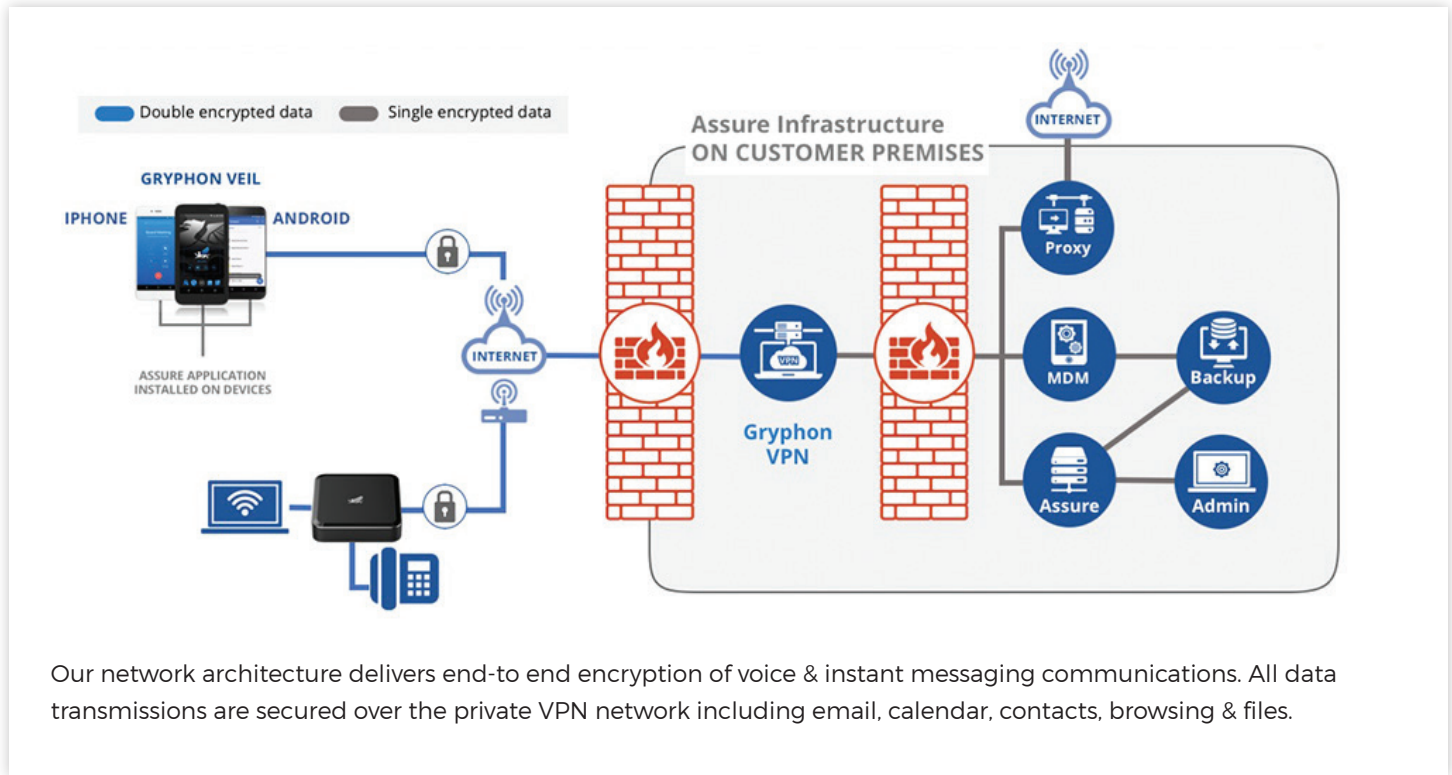 Double encrypted data
Single encrypted data
GRYPHON VEIL
IPHONE
ANDROID
ASSURE APPLICATION
INSTALLED ON DEVICES
INTERNET
Assure Infrastructure
ON CUSTOMER PREMISES
INTERNET
VPN
Gryphon
VPN
Proxy
MDM
Backup
Assure
Admin
Our network architecture delivers end-to end encryption of voice & instant messaging communications. All data
transmissions are secured over the private VPN network including email, calendar, contacts, browsing & files.